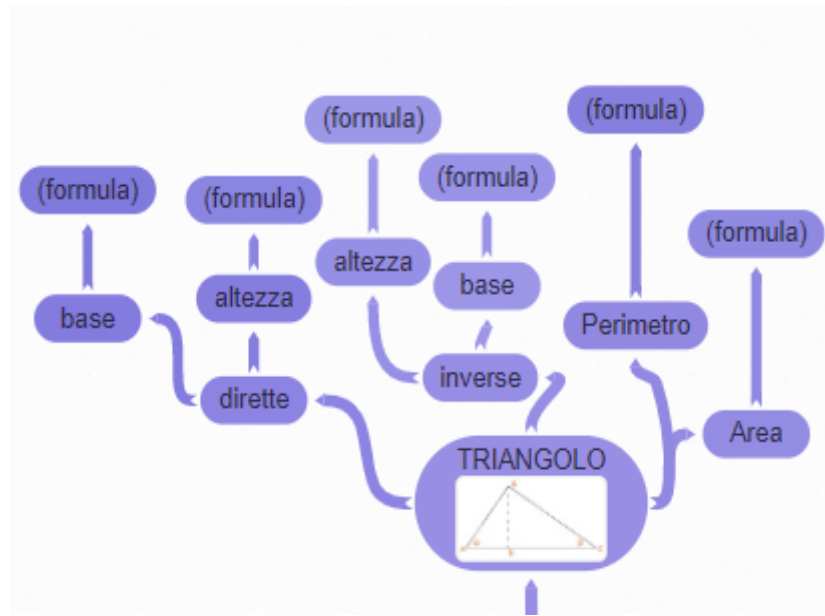 (formula)
(formula)
(formula)
(formula)
(formula)
(formula)
altezza
base
altezza
base
Perimetro
inverse
dirette
Area
TRIANGOLO
A